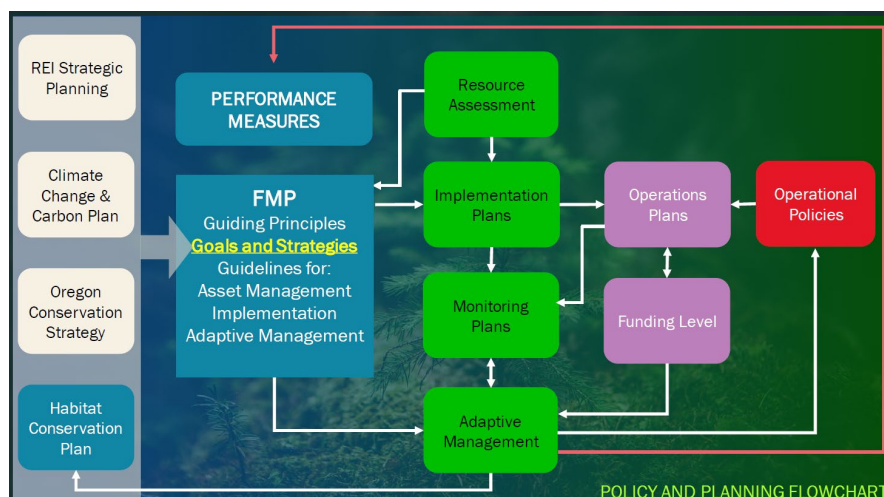 REI Strategic
Planning
Climate
Change &
Carbon Plan
Oregon
Conservation
Strategy
Habitat
Conservation
Plan
PERFORMANCE
MEASURES
FMP
Guiding Principles
Goals and Strategies
Guidelines for:
Asset Management
Implementation
Adaptive Management
Resource
Assessment
Implementation
Plans
Monitoring
Plans
Adaptive
Management
Operations
Plans
Funding Level
Operational
Policies
POLICY AND PLANNING FLOWCHART